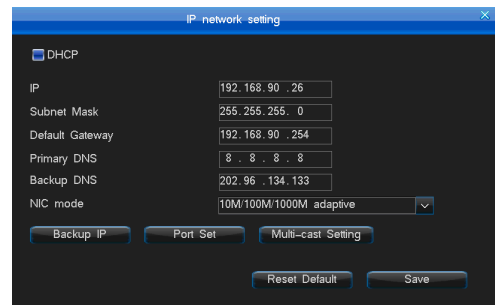 IP network setting
DHCP
IP 192.168.90 .26
Subnet Mask 255.255.255. 0
Default Gateway 192.168.90 .254
Primary DNS 8 . 8 . 8 . 8
Backup DNS 202.96 .134.133
NIC mode 10M/100M/1000M adaptive
Backup IP Port Set Multi-cast Setting
Reset Default Save